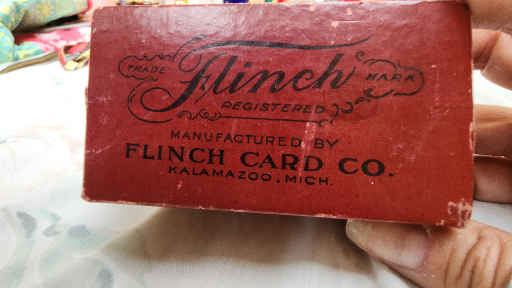 TRADE Flinch MARK
REGISTERED
MANUFACTURED BY
FLINCH CARD CO.
KALAMAZOO, MICH.